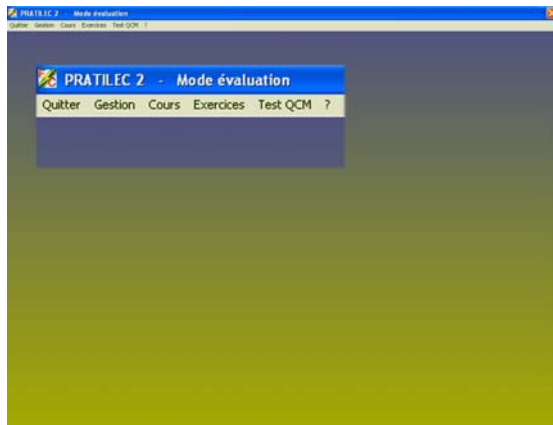 PRATILEC 2 - Mode évaluation
Quitter Gestion Cours Exercices Test QCM ?
PRATILEC 2 - Mode évaluation
Quitter Gestion Cours Exercices Test QCM ?